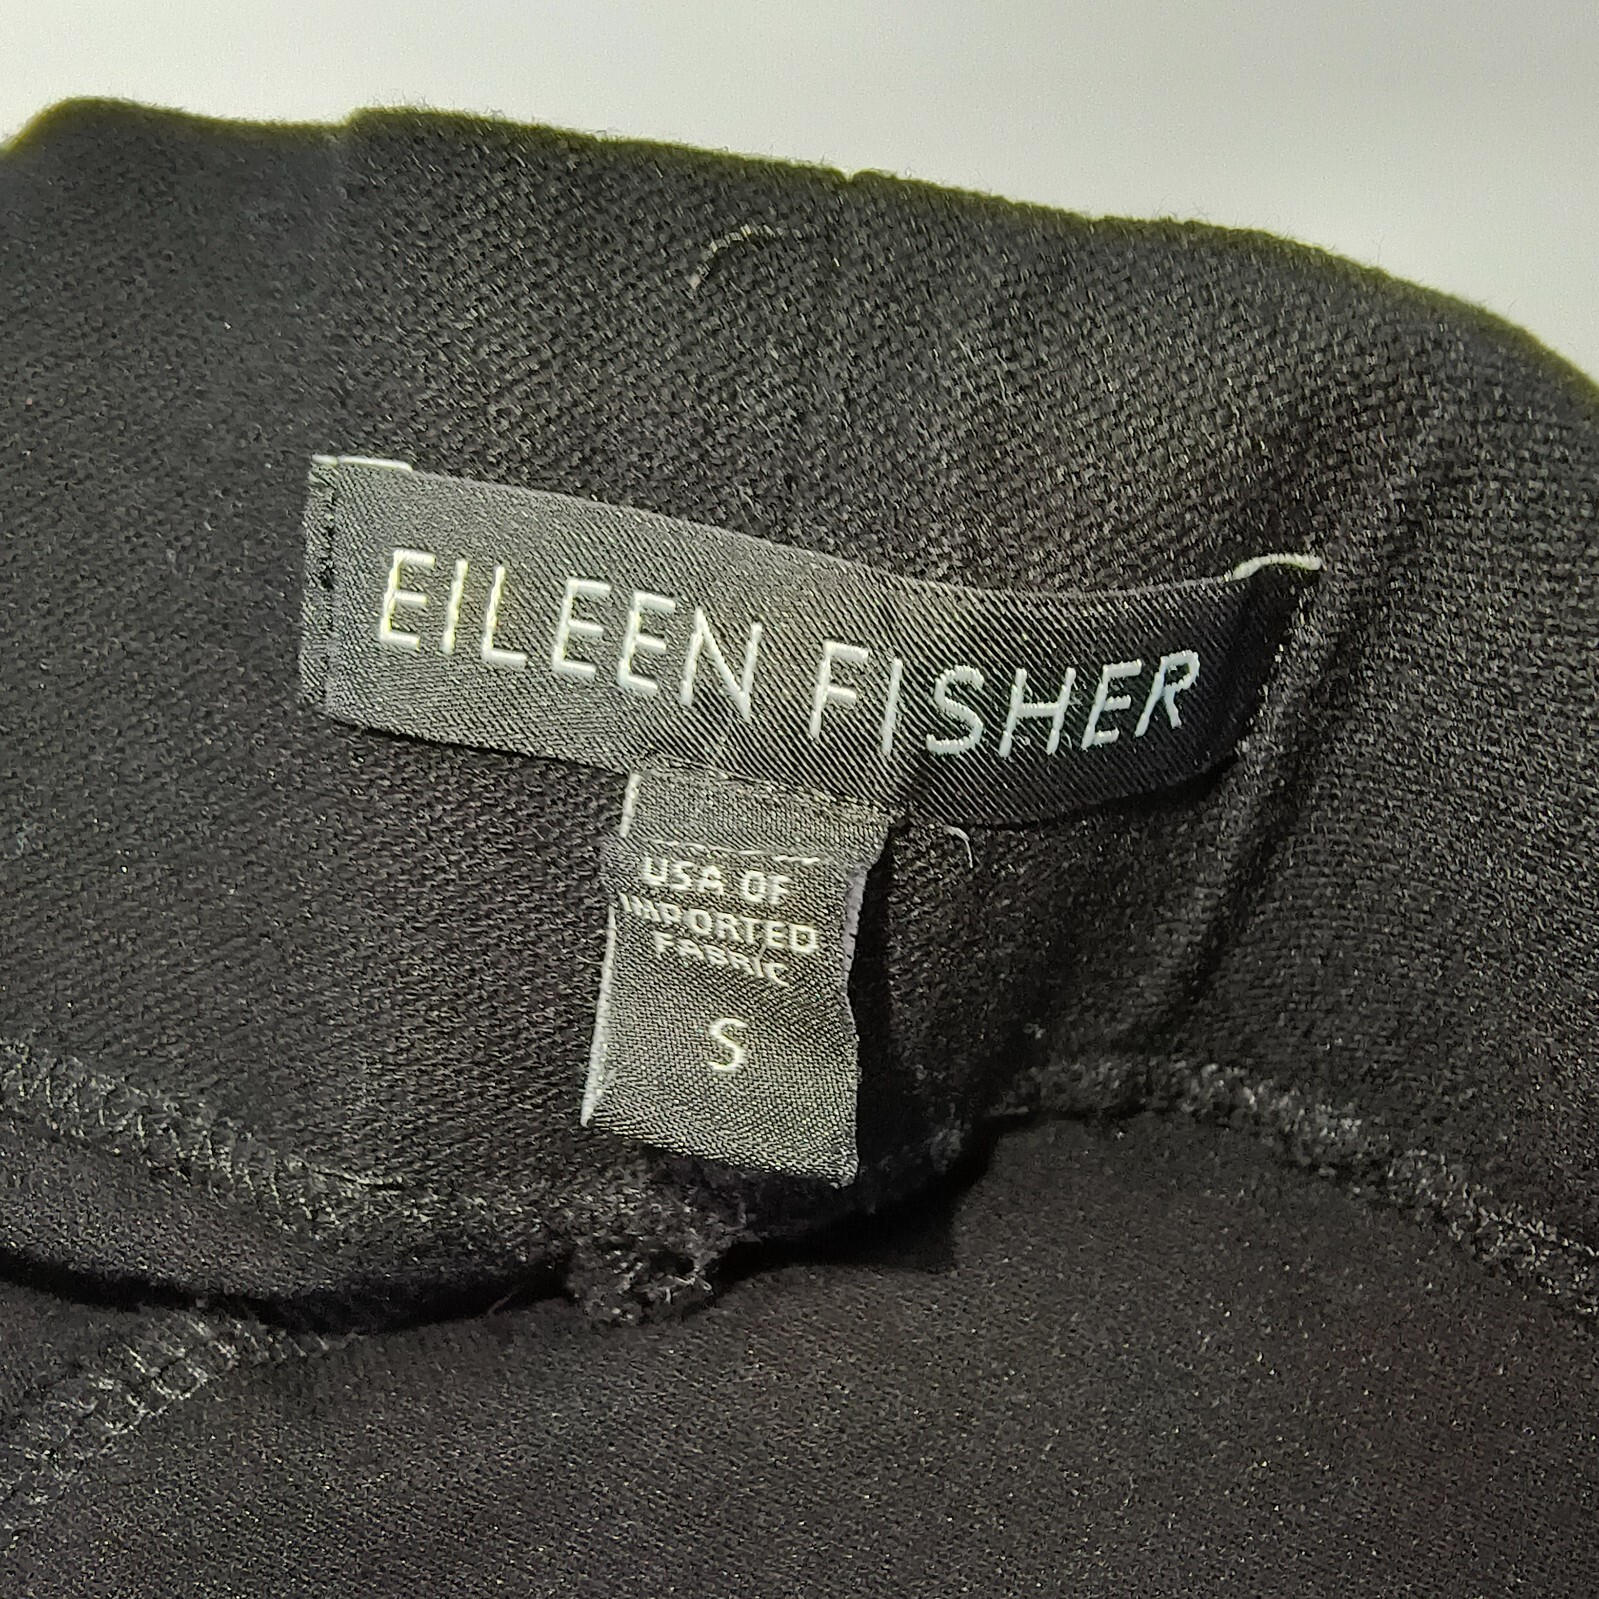 EILEEN FISHER
USA OF
IMPORTED
FABRIC
S